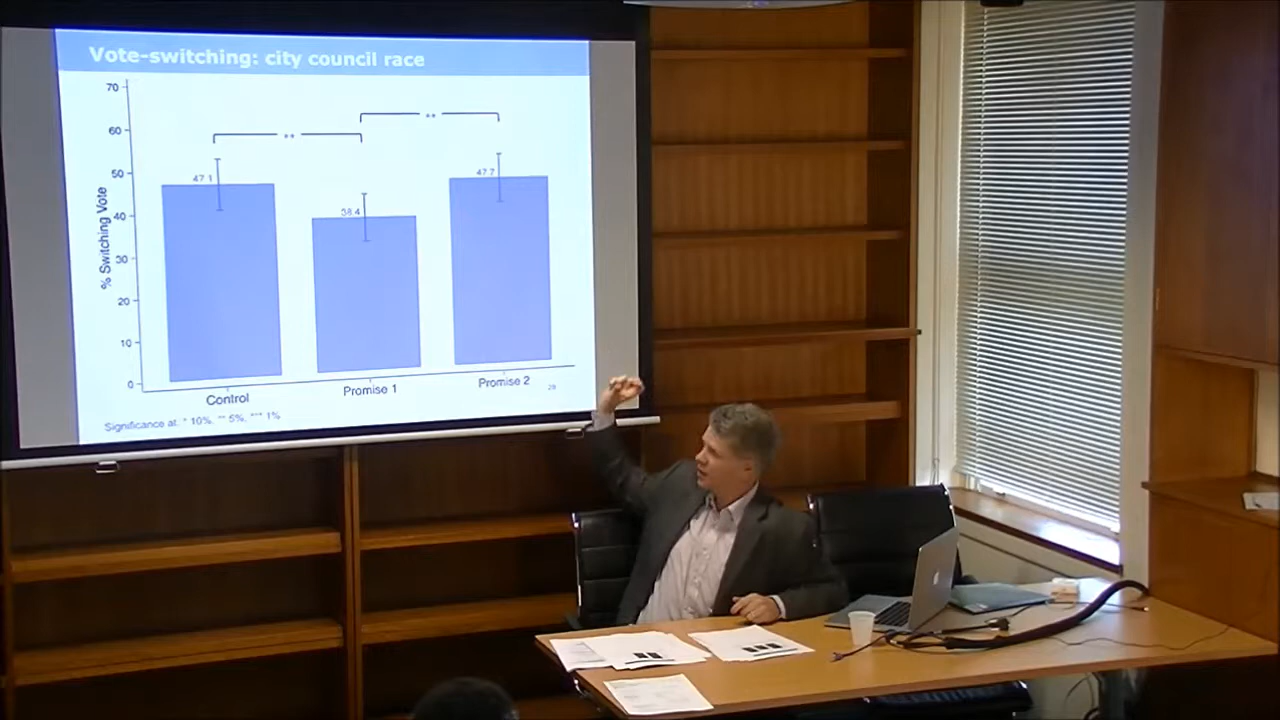 Vote-switching: city council race
70
60
50
40
30
20
10
0
% Switching Vote
**
**
47.1
38.4
47.7
Control
Promise 1
Promise 2
Significance at: * 10%, ** 5%, *** 1%